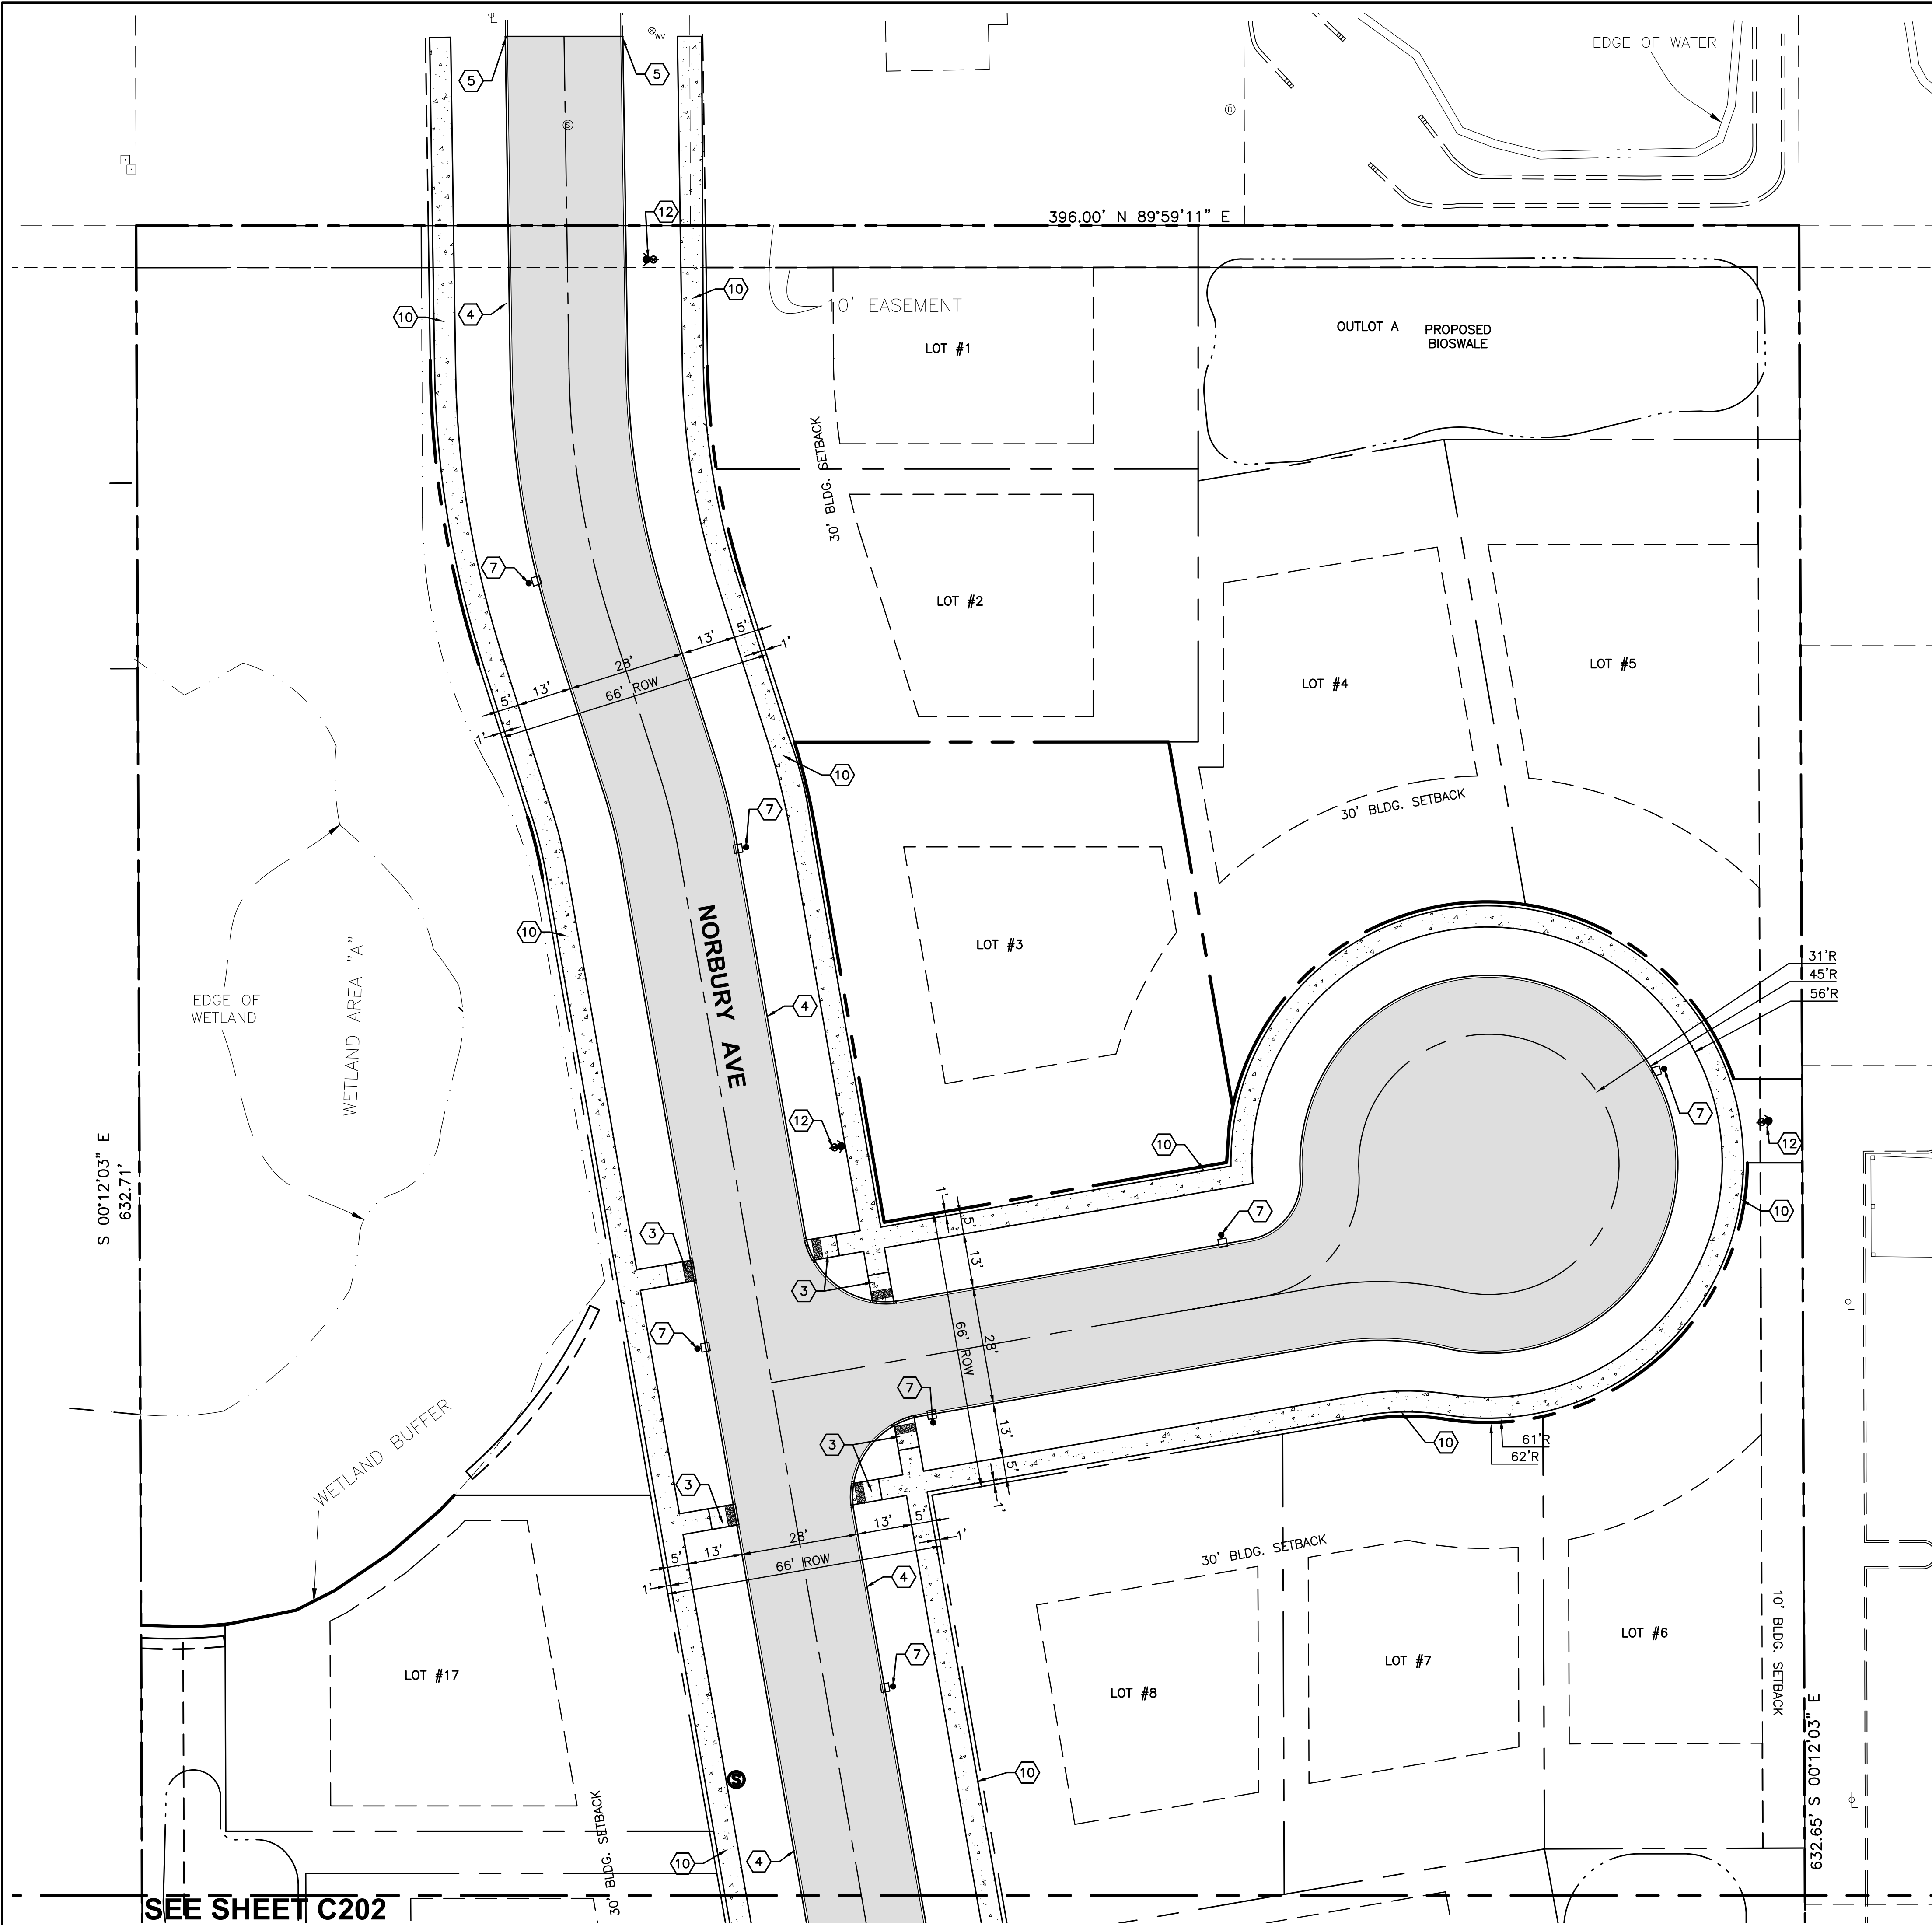 EDGE OF WATER
WV
5
5
S
D
12
396.00' N 89°59'11" E
10
10
4
10' EASEMENT
LOT #1
OUTLOT A
PROPOSED
BIOSWALE
30' BLDG. SETBACK
7
LOT #2
LOT #4
LOT #5
5'
13'
28'
13'
5'
1'
66' ROW
1'
10
7
30' BLDG. SETBACK
10
NORBURY AVE
LOT #3
EDGE OF
WETLAND
WETLAND AREA "A"
4
31'R
45'R
56'R
7
12
12
10
S 00°12'03" E
632.71'
3
3
7
10
1'
5'
13'
28'
66' ROW
13'
5'
1'
7
7
3
3
10
61'R
62'R
WETLAND BUFFER
5'
13'
28'
13'
5'
1'
66' ROW
1'
4
30' BLDG. SETBACK
7
LOT #17
LOT #8
LOT #7
LOT #6
10' BLDG. SETBACK
632.65' S 00°12'03" E
S
10
10
4
30' BLDG. SETBACK
SEE SHEET C202